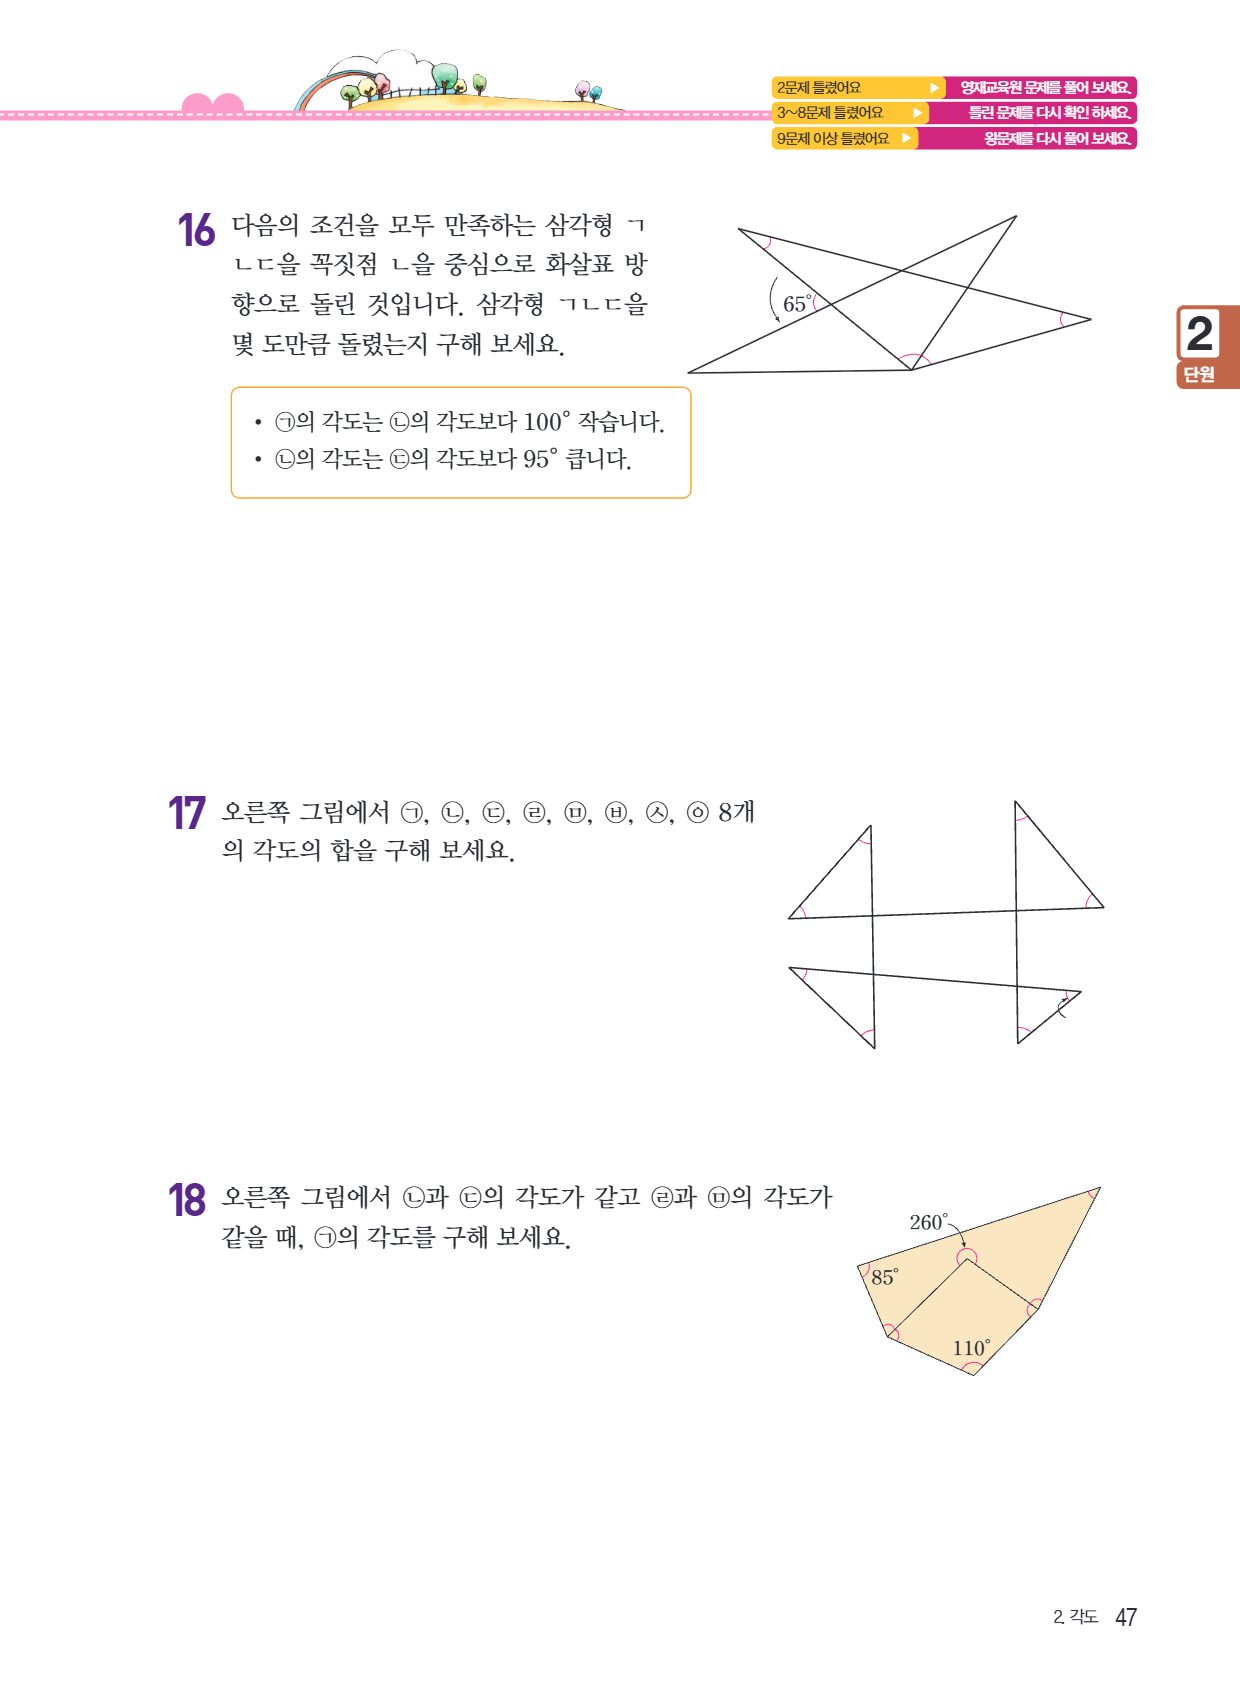 2문제 틀렸어요 ▶ 영재교육원 문제를 풀어 보세요.
3~8문제 틀렸어요 ▶ 틀린 문제를 다시 확인 하세요.
9문제 이상 틀렸어요 ▶ 왕문제를 다시 풀어 보세요.
16 다음의 조건을 모두 만족하는 삼각형 ㄱ
ㄴㄷ을 꼭짓점 ㄴ을 중심으로 화살표 방
향으로 돌린 것입니다. 삼각형 ㄱㄴㄷ을
몇 도만큼 돌렸는지 구해 보세요.
65°
• ㉠의 각도는 ㉡의 각도보다 100° 작습니다.
• ㉡의 각도는 ㉢의 각도보다 95° 큽니다.
2
단원
17 오른쪽 그림에서 ㉠, ㉡, ㉢, ㉣, ㉤, ㉥, ㉦, ㉧ 8개
의 각도의 합을 구해 보세요.
18 오른쪽 그림에서 ㉡과 ㉢의 각도가 같고 ㉣과 ㉤의 각도가
같을 때, ㉠의 각도를 구해 보세요.
260°
85°
110°
2. 각도 47